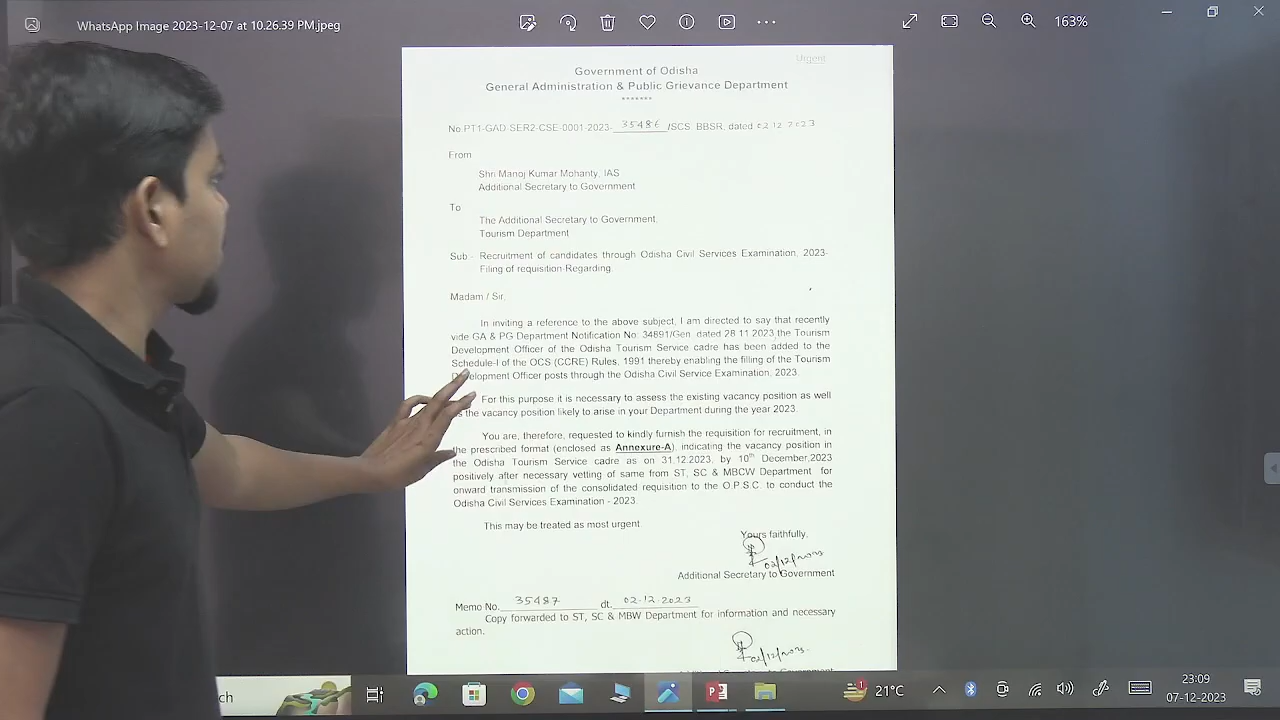 WhatsApp Image 2023-12-07 at 10:26:39 PM.jpeg
163%
Urgent
Government of Odisha
General Administration & Public Grievance Department
*******
No.PT1-GAD-SER2-CSE-0001-2023- 35486 /SCS, BBSR, dated 02 12 2023
From
Shri Manoj Kumar Mohanty, IAS
Additional Secretary to Government
To
The Additional Secretary to Government,
Tourism Department
Sub:- Recruitment of candidates through Odisha Civil Services Examination, 2023-
Filing of requisition-Regarding.
Madam / Sir,
In inviting a reference to the above subject, I am directed to say that recently
vide GA & PG Department Notification No. 34891/Gen. dated 28.11.2023,the Tourism
Development Officer of the Odisha Tourism Service cadre has been added to the
Schedule-I of the OCS (CCRE) Rules, 1991 thereby enabling the filling of the Tourism
Officer posts through the Odisha Civil Service Examination, 2023.
For this purpose it is necessary to assess the existing vacancy position as well
as the vacancy position likely to arise in your Department during the year 2023.
You are, therefore, requested to kindly furnish the requisition for recruitment, in
the prescribed format (enclosed as Annexure-A), indicating the vacancy position in
the Odisha Tourism Service cadre as on 31.12.2023, by 10th December,2023
positively after necessary vetting of same from ST, SC & MBCW Department for
onward transmission of the consolidated requisition to the O.P.S.C. to conduct the
Odisha Civil Services Examination - 2023.
This may be treated as most urgent.
Yours faithfully,
02/12/2023
Additional Secretary to Government
Memo No. 35487 dt. 02.12.2023
Copy forwarded to ST, SC & MBW Department for information and necessary
action.
02/12/2023
21°C
23:09
07-12-2023